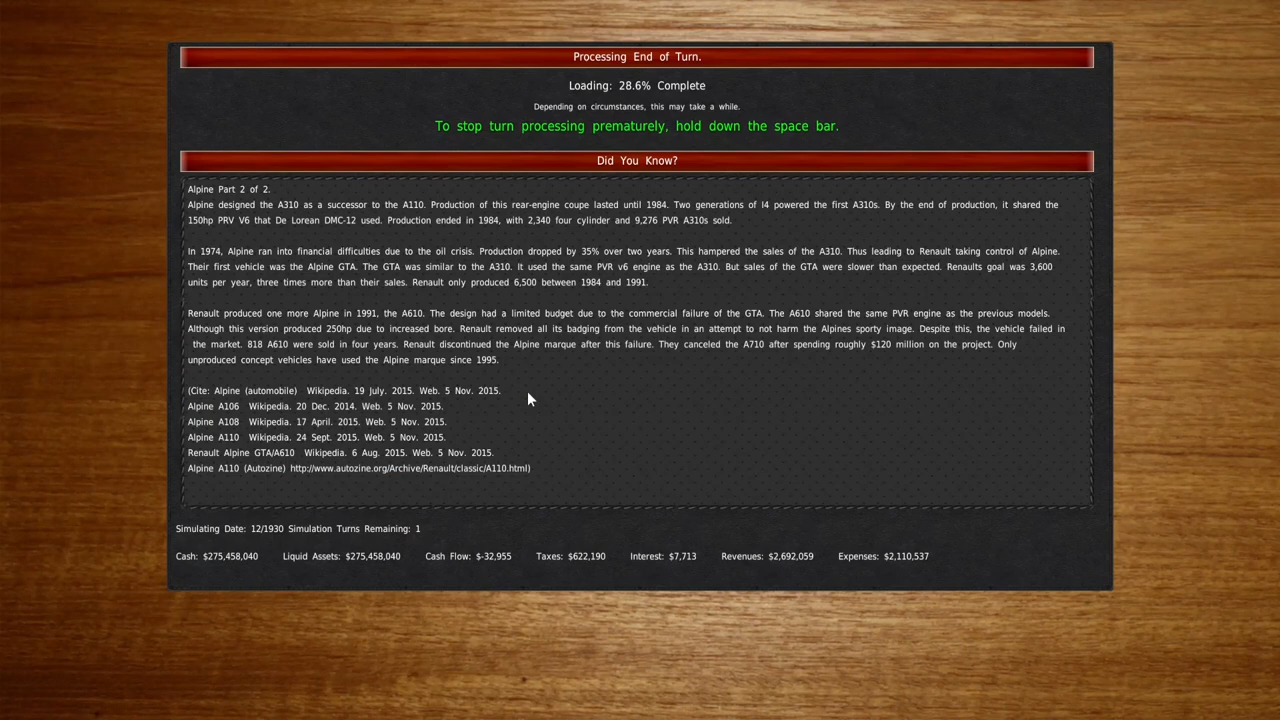 Processing End of Turn.
Loading: 28.6% Complete
Depending on circumstances, this may take a while.
To stop turn processing prematurely, hold down the space bar.
Did You Know?
Alpine Part 2 of 2.
Alpine designed the A310 as a successor to the A110. Production of this rear-engine coupe lasted until 1984. Two generations of I4 powered the first A310s. By the end of production, it shared the
150hp PRV V6 that De Lorean DMC-12 used. Production ended in 1984, with 2,340 four cylinder and 9,276 PVR A310s sold.
In 1974, Alpine ran into financial difficulties due to the oil crisis. Production dropped by 35% over two years. This hampered the sales of the A310. Thus leading to Renault taking control of Alpine.
Their first vehicle was the Alpine GTA. The GTA was similar to the A310. It used the same PVR v6 engine as the A310. But sales of the GTA were slower than expected. Renaults goal was 3,600
units per year, three times more than their sales. Renault only produced 6,500 between 1984 and 1991.
Renault produced one more Alpine in 1991, the A610. The design had a limited budget due to the commercial failure of the GTA. The A610 shared the same PVR engine as the previous models.
Although this version produced 250hp due to increased bore. Renault removed all its badging from the vehicle in an attempt to not harm the Alpines sporty image. Despite this, the vehicle failed in
the market. 818 A610 were sold in four years. Renault discontinued the Alpine marque after this failure. They canceled the A710 after spending roughly $120 million on the project. Only
unproduced concept vehicles have used the Alpine marque since 1995.
(Cite: Alpine (automobile) Wikipedia. 19 July. 2015. Web. 5 Nov. 2015.
Alpine A106 Wikipedia. 20 Dec. 2014. Web. 5 Nov. 2015.
Alpine A108 Wikipedia. 17 April. 2015. Web. 5 Nov. 2015.
Alpine A110 Wikipedia. 24 Sept. 2015. Web. 5 Nov. 2015.
Renault Alpine GTA/A610 Wikipedia. 6 Aug. 2015. Web. 5 Nov. 2015.
Alpine A110 (Autozine) http://www.autozine.org/Archive/Renault/classic/A110.html)
Simulating Date: 12/1930 Simulation Turns Remaining: 1
Cash: $275,458,040 Liquid Assets: $275,458,040 Cash Flow: $-32,955 Taxes: $622,190 Interest: $7,713 Revenues: $2,692,059 Expenses: $2,110,537